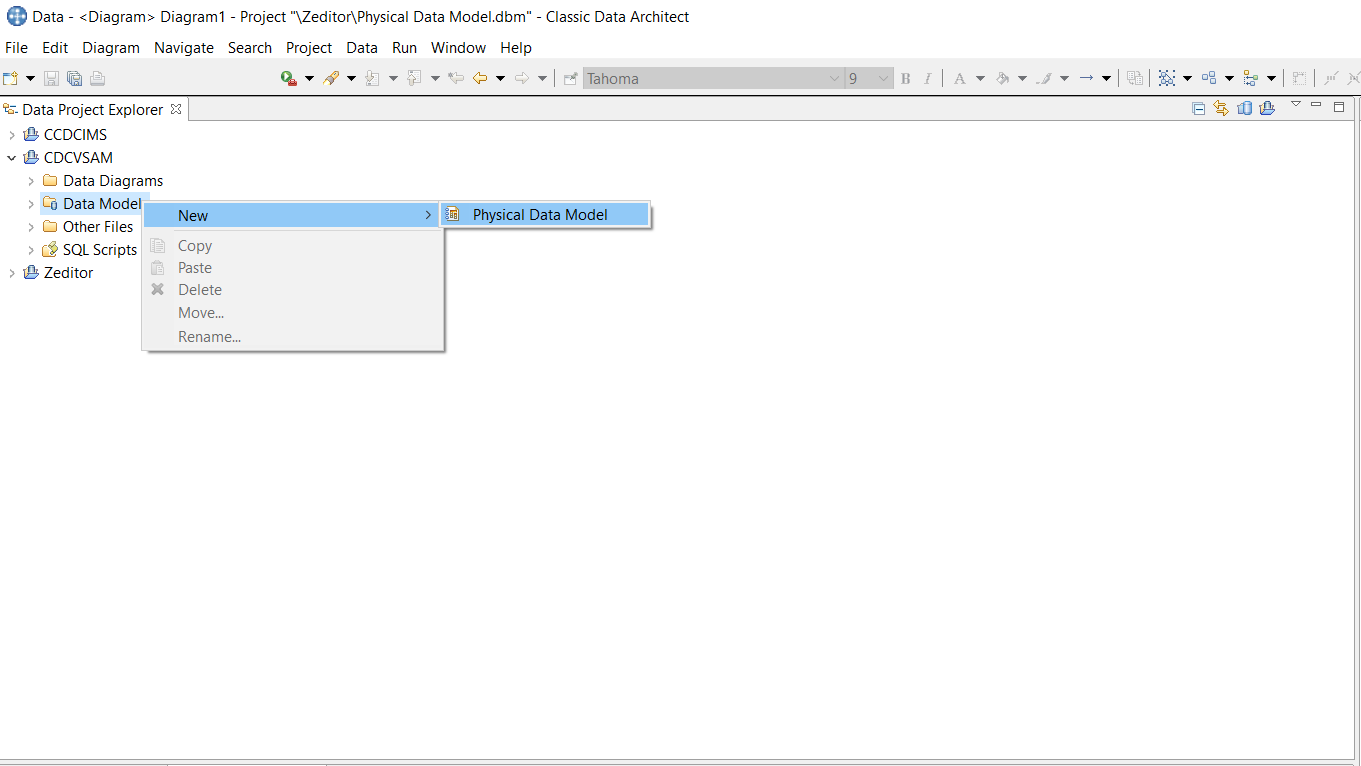 Data - <Diagram> Diagram1 - Project "\Zeditor\Physical Data Model.dbm" - Classic Data Architect
File Edit Diagram Navigate Search Project Data Run Window Help
Tahoma 9 B I A
Data Project Explorer
CCDCIMS
CDCVSAM
Data Diagrams
Data Model
Other Files
SQL Scripts
Zeditor
New
Physical Data Model
Copy
Paste
Delete
Move...
Rename...